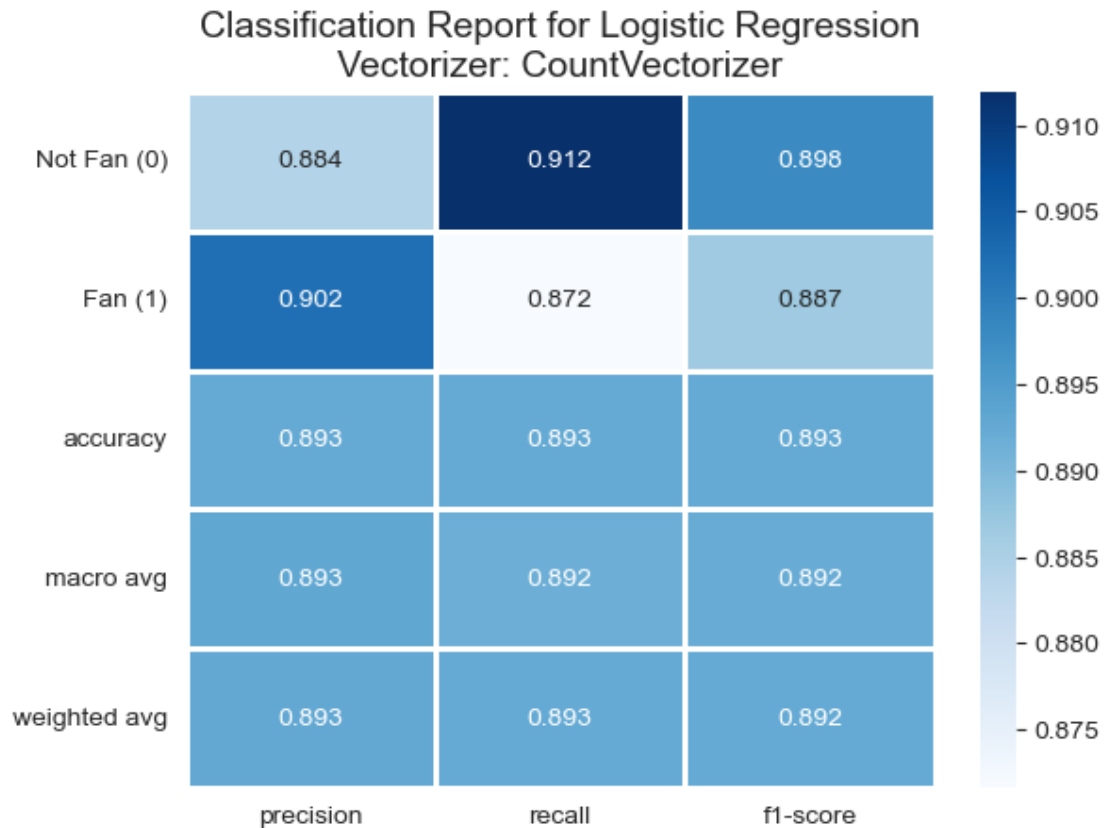 Classification Report for Logistic Regression
Vectorizer: CountVectorizer
Not Fan (0) 0.884 0.912 0.898
Fan (1) 0.902 0.872 0.887
accuracy 0.893 0.893 0.893
macro avg 0.893 0.892 0.892
weighted avg 0.893 0.893 0.892
precision recall f1-score
0.910
0.905
0.900
0.895
0.890
0.885
0.880
0.875